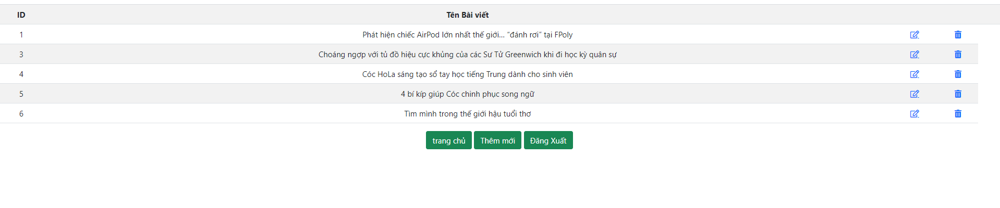 ID Tên Bài viết
1 Phát hiện chiếc AirPod lớn nhất thế giới... “đánh rơi” tại FPoly
3 Choáng ngợp với tủ đồ hiệu cực khủng của các Sư Tử Greenwich khi đi học kỳ quân sự
4 Cóc HoLa sáng tạo sổ tay học tiếng Trung dành cho sinh viên
5 4 bí kíp giúp Cóc chinh phục song ngữ
6 Tìm mình trong thế giới hậu tuổi thơ
trang chủ Thêm mới Đăng Xuất